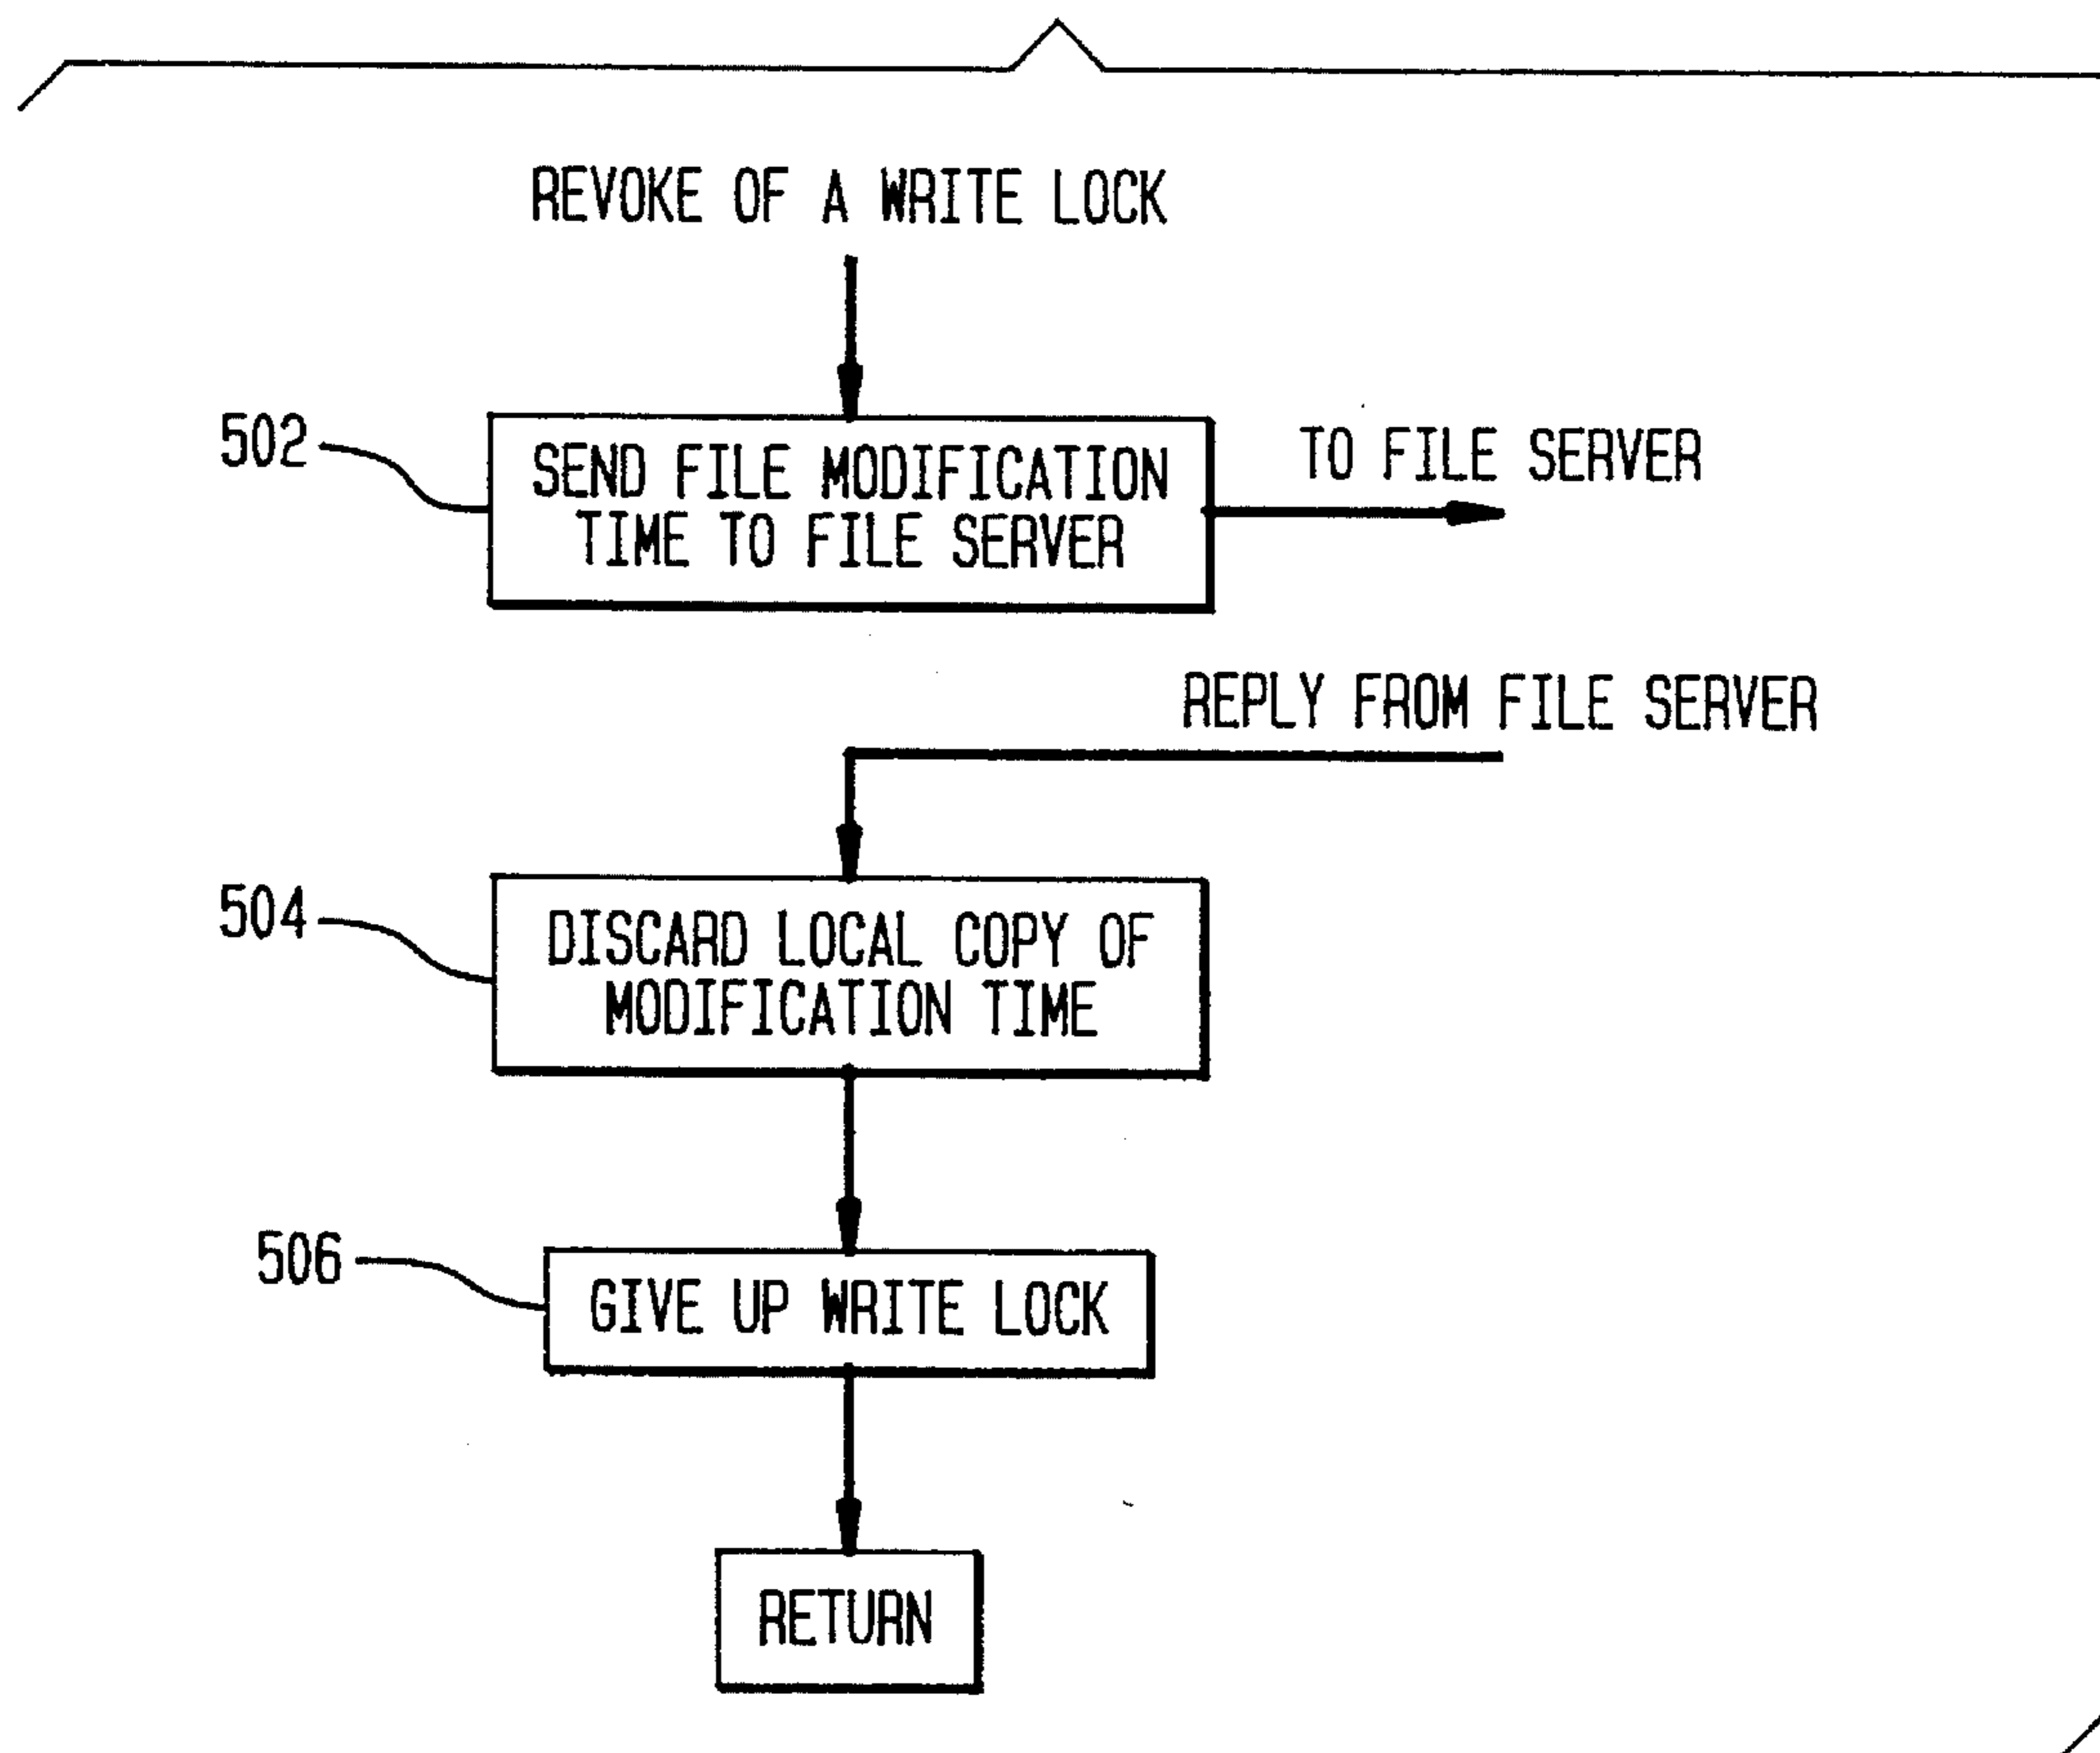 REVOKE OF A WRITE LOCK
502
SEND FILE MODIFICATION
TIME TO FILE SERVER
TO FILE SERVER
REPLY FROM FILE SERVER
504
DISCARD LOCAL COPY OF
MODIFICATION TIME
506
GIVE UP WRITE LOCK
RETURN